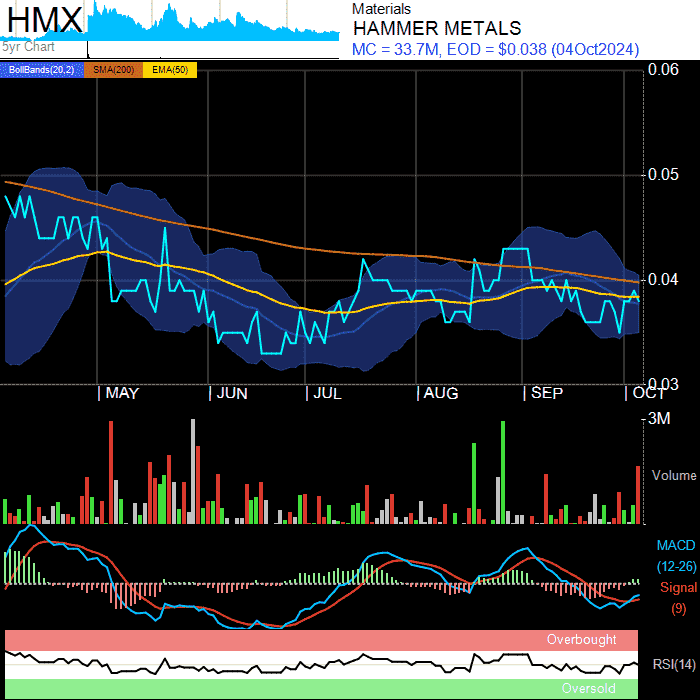 HMX
5yr Chart
Materials
HAMMER METALS
MC = 33.7M, EOD = $0.038 (04Oct2024)
BollBands(20,2) SMA(200) EMA(50)
0.06
0.05
0.04
0.03
MAY JUN JUL AUG SEP OCT
3M
Volume
MACD
(12-26)
Signal
(9)
Overbought
RSI(14)
Oversold